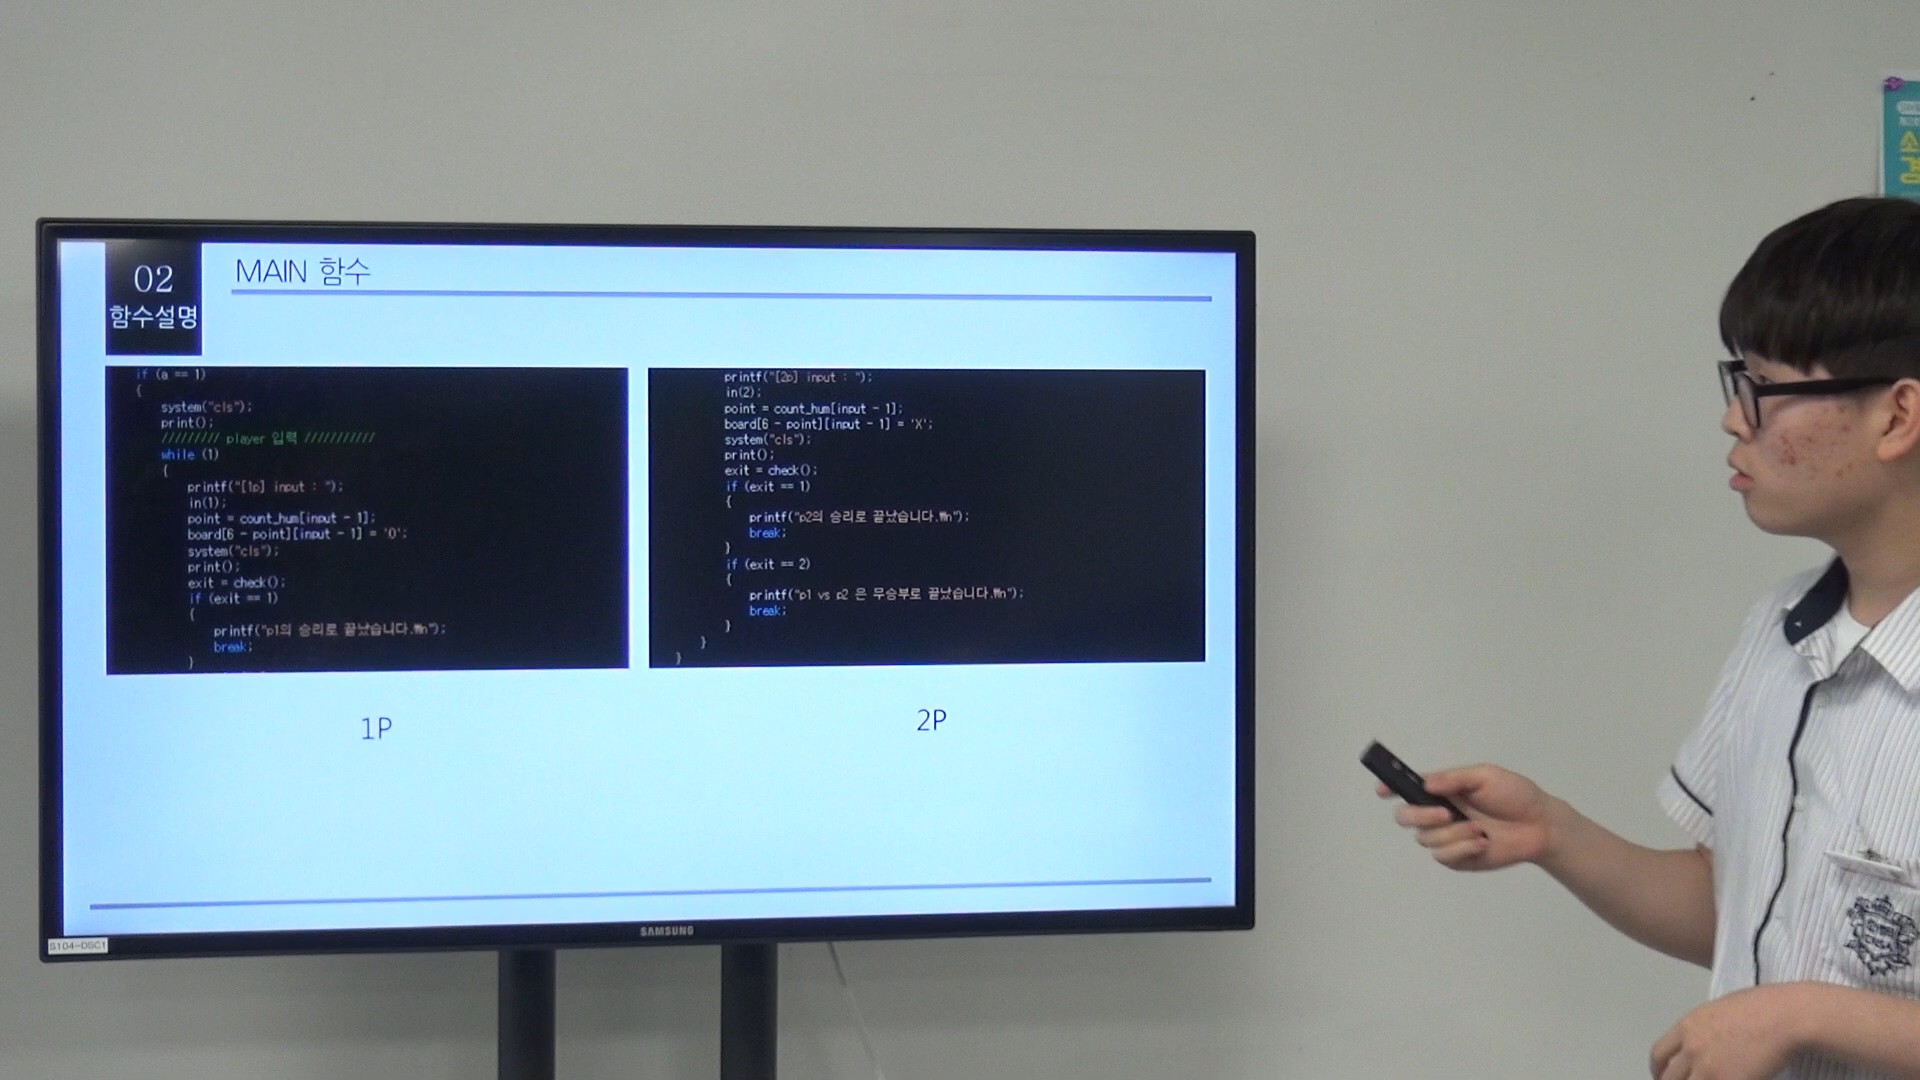 02
함수설명
MAIN 함수
if (a == 1)
{
system("cls");
print();
///////// player 입력 ///////////
while (1)
{
printf("[1p] input : ");
in(1);
point = count_hum[input - 1];
board[6 - point][input - 1] = 'O';
system("cls");
print();
exit = check();
if (exit == 1)
{
printf("p1의 승리로 끝났습니다.₩n");
break;
}
1P
printf("[2p] input : ");
in(2);
point = count_hum[input - 1];
board[6 - point][input - 1] = 'X';
system("cls");
print();
exit = check();
if (exit == 1)
{
printf("p2의 승리로 끝났습니다.₩n");
break;
}
if (exit == 2)
{
printf("p1 vs p2 은 무승부로 끝났습니다.₩n");
break;
}
}
}
2P
SAMSUNG
S104-DSC1